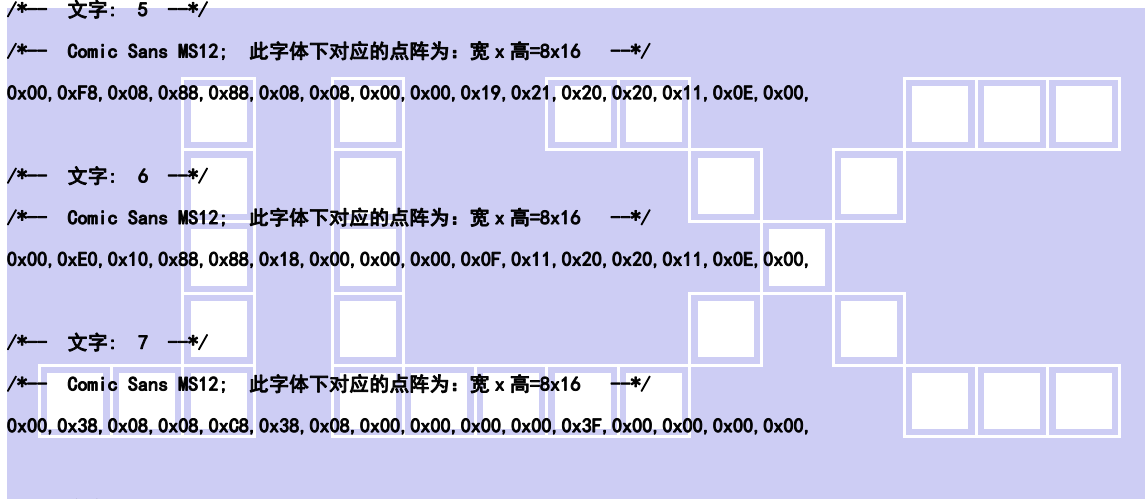 /*--  文字:  5  --*/
/*--  Comic Sans MS12;  此字体下对应的点阵为：宽 x 高=8x16   --*/
0x00,0xF8,0x08,0x88,0x88,0x08,0x08,0x00,0x00,0x19,0x21,0x20,0x20,0x11,0x0E,0x00,
/*--  文字:  6  --*/
/*--  Comic Sans MS12;  此字体下对应的点阵为：宽 x 高=8x16   --*/
0x00,0xE0,0x10,0x88,0x88,0x18,0x00,0x00,0x00,0x0F,0x11,0x20,0x20,0x11,0x0E,0x00,
/*--  文字:  7  --*/
/*--  Comic Sans MS12;  此字体下对应的点阵为：宽 x 高=8x16   --*/
0x00,0x38,0x08,0x08,0xC8,0x38,0x08,0x00,0x00,0x00,0x00,0x3F,0x00,0x00,0x00,0x00,